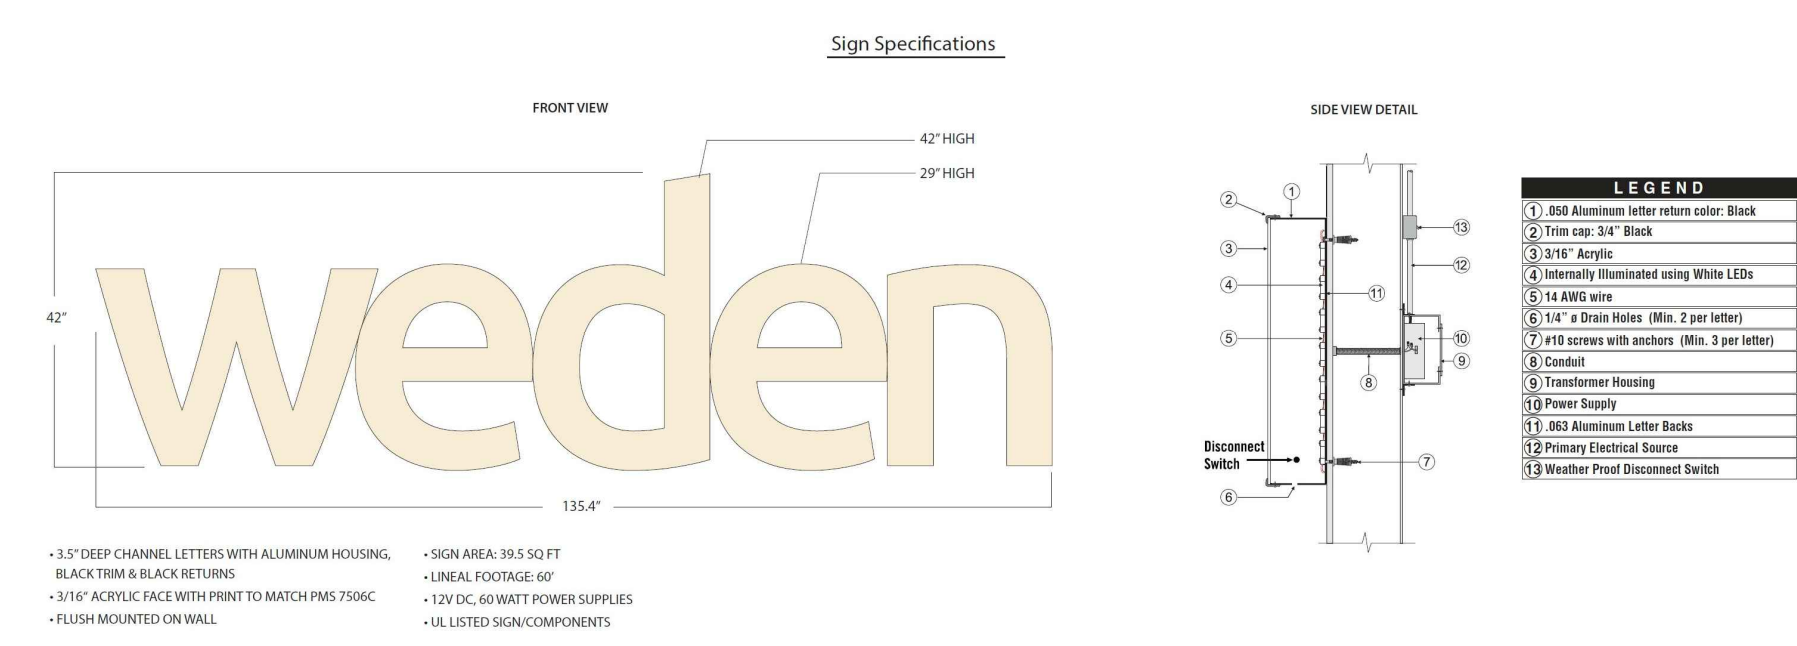 Sign Specifications
FRONT VIEW
42" HIGH
29" HIGH
42"
weden
135.4"
• 3.5" DEEP CHANNEL LETTERS WITH ALUMINUM HOUSING,
BLACK TRIM & BLACK RETURNS
• 3/16" ACRYLIC FACE WITH PRINT TO MATCH PMS 7506C
• FLUSH MOUNTED ON WALL
• SIGN AREA: 39.5 SQ FT
• LINEAL FOOTAGE: 60'
• 12V DC, 60 WATT POWER SUPPLIES
• UL LISTED SIGN/COMPONENTS
SIDE VIEW DETAIL
1
2
3
4
5
6
7
8
9
10
11
12
13
Disconnect
Switch
LEGEND
1 .050 Aluminum letter return color: Black
2 Trim cap: 3/4" Black
3 3/16" Acrylic
4 Internally Illuminated using White LEDs
5 14 AWG wire
6 1/4" ø Drain Holes (Min. 2 per letter)
7 #10 screws with anchors (Min. 3 per letter)
8 Conduit
9 Transformer Housing
10 Power Supply
11 .063 Aluminum Letter Backs
12 Primary Electrical Source
13 Weather Proof Disconnect Switch